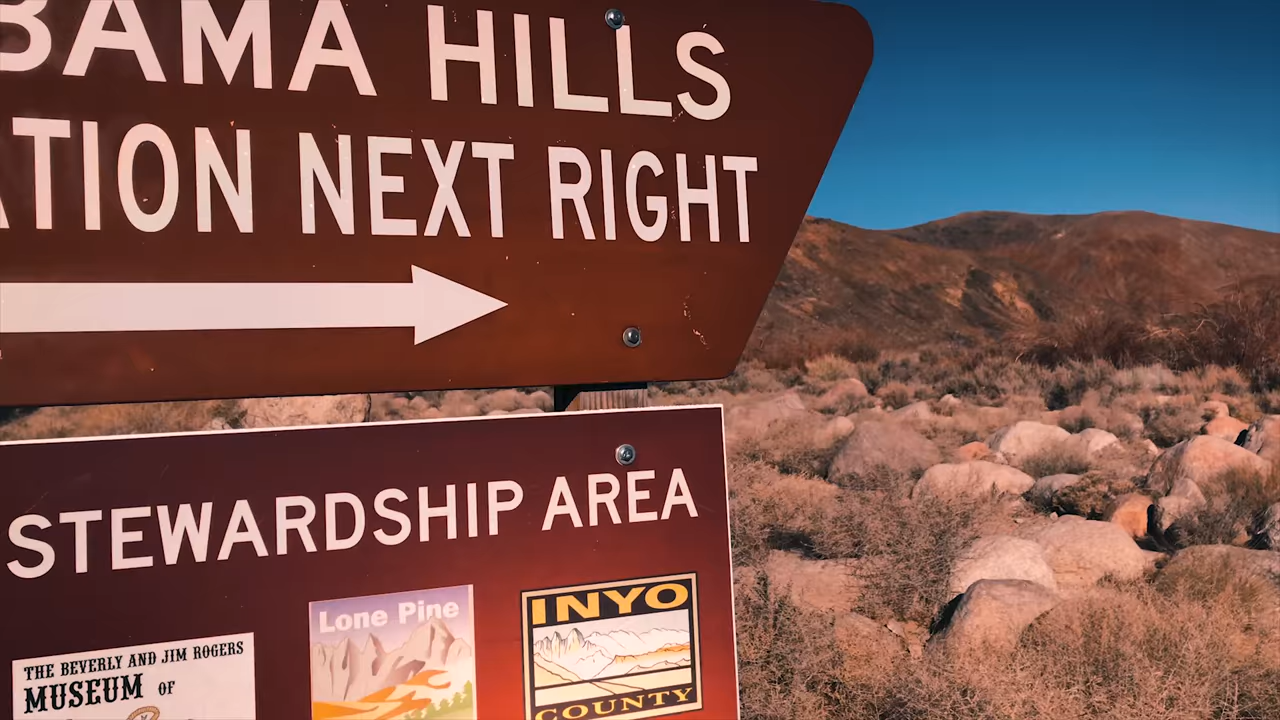 BAMA HILLS
ATION NEXT RIGHT
STEWARDSHIP AREA
THE BEVERLY AND JIM ROGERS
MUSEUM OF
Lone Pine
INYO
COUNTY